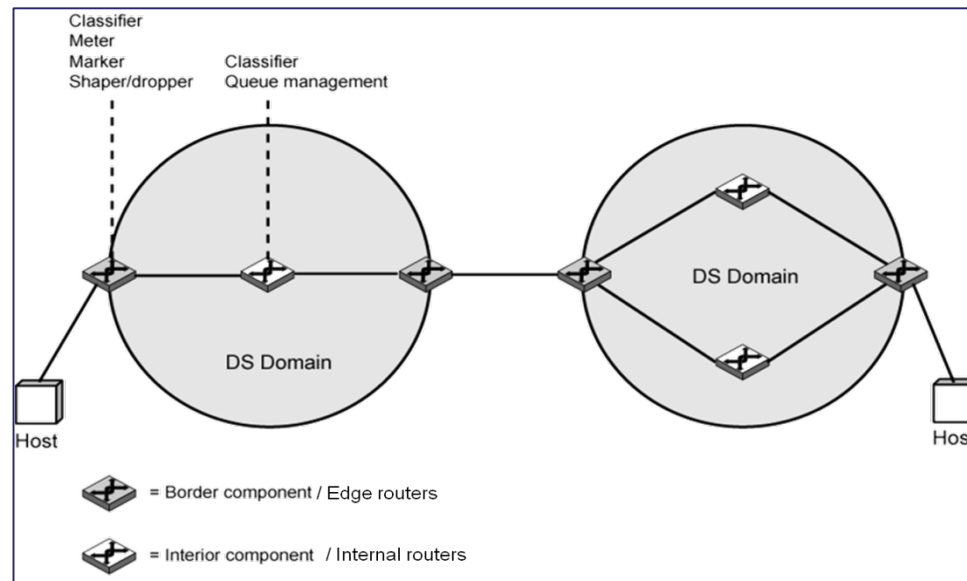 Classifier
Meter
Marker
Shaper/dropper
Classifier
Queue management
DS Domain
DS Domain
Host
Host
= Border component / Edge routers
= Interior component / Internal routers